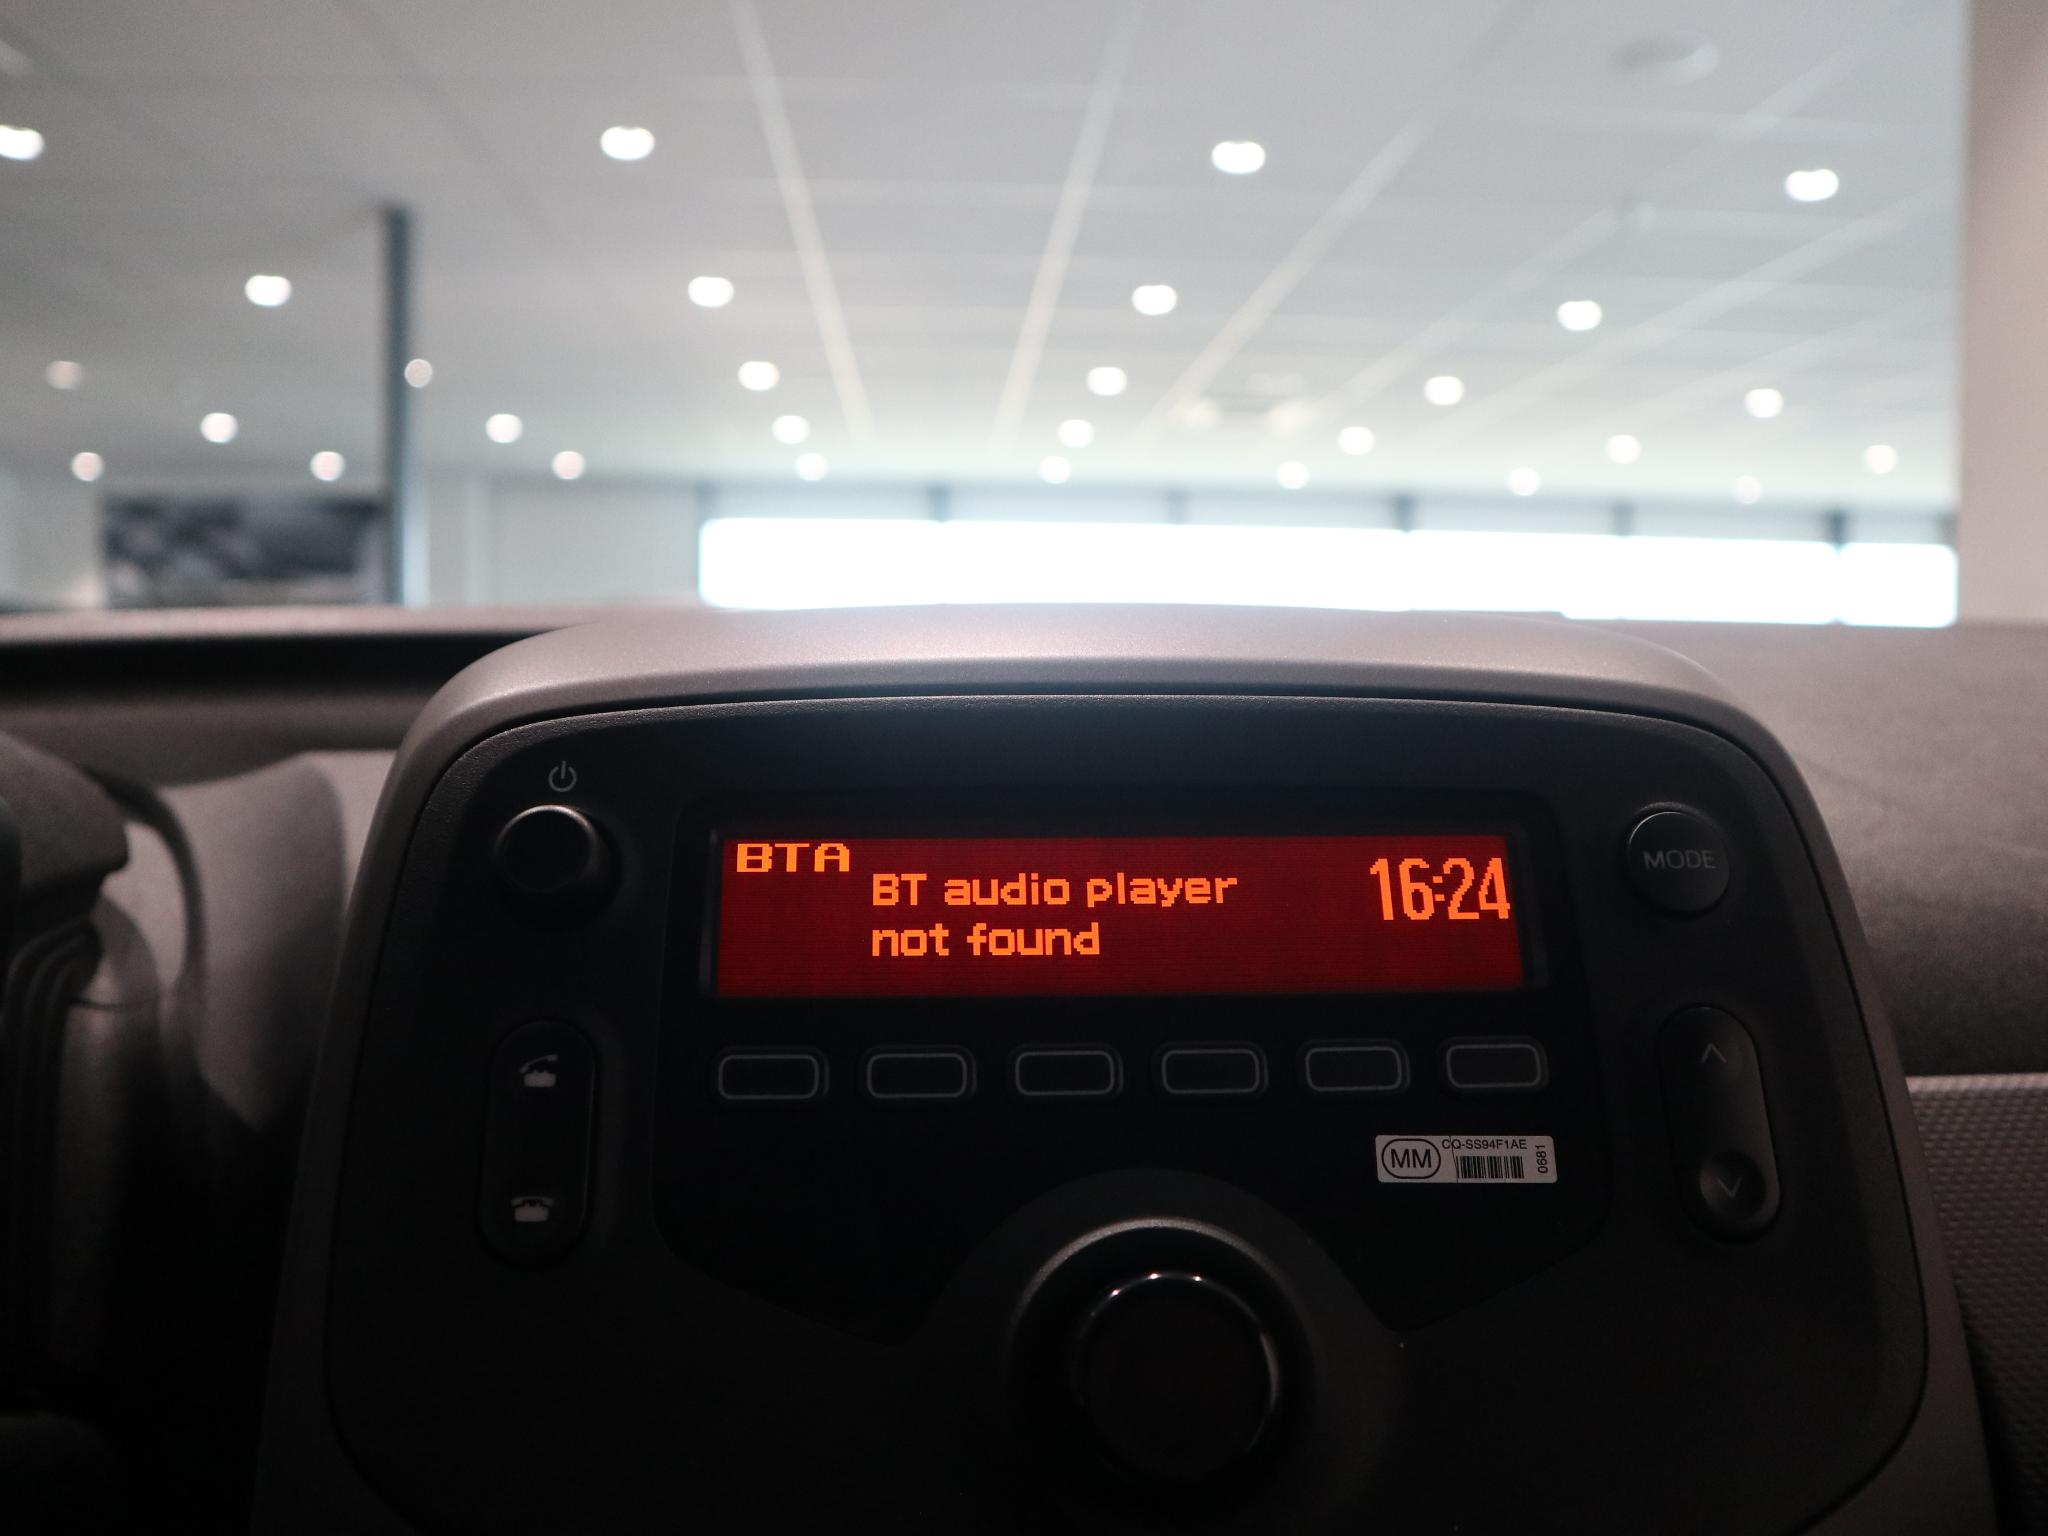 BTA
BT audio player
not found
16:24
MODE
MM
CQ-SS94F1AE
0681